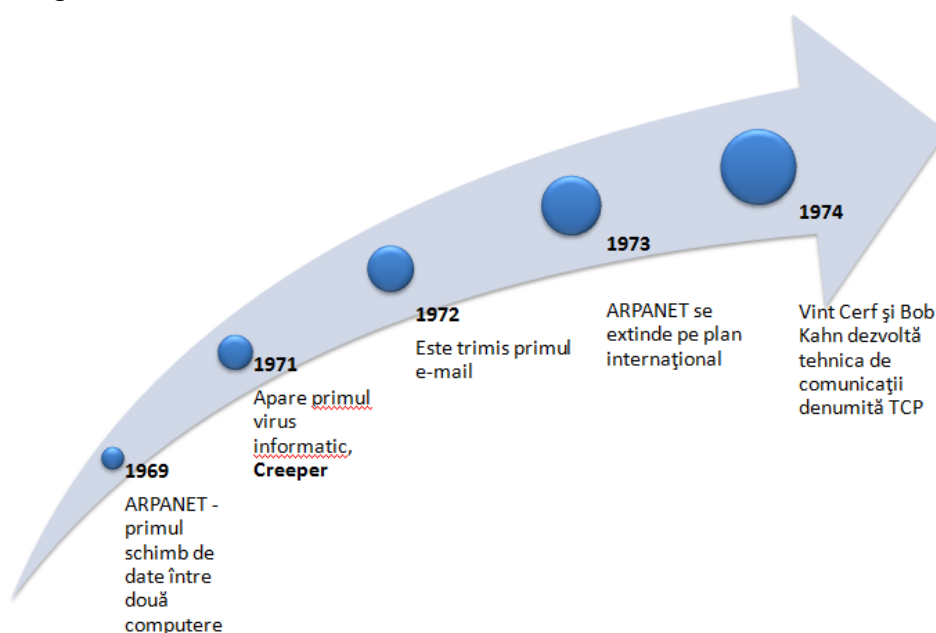 1969
ARPANET -
primul
schimb de
date între
două
computere
1971
Apare primul
virus
informatic,
Creeper
1972
Este trimis primul
e-mail
1973
ARPANET se
extinde pe plan
internaţional
1974
Vint Cerf şi Bob
Kahn dezvoltă
tehnica de
comunicaţii
denumită TCP